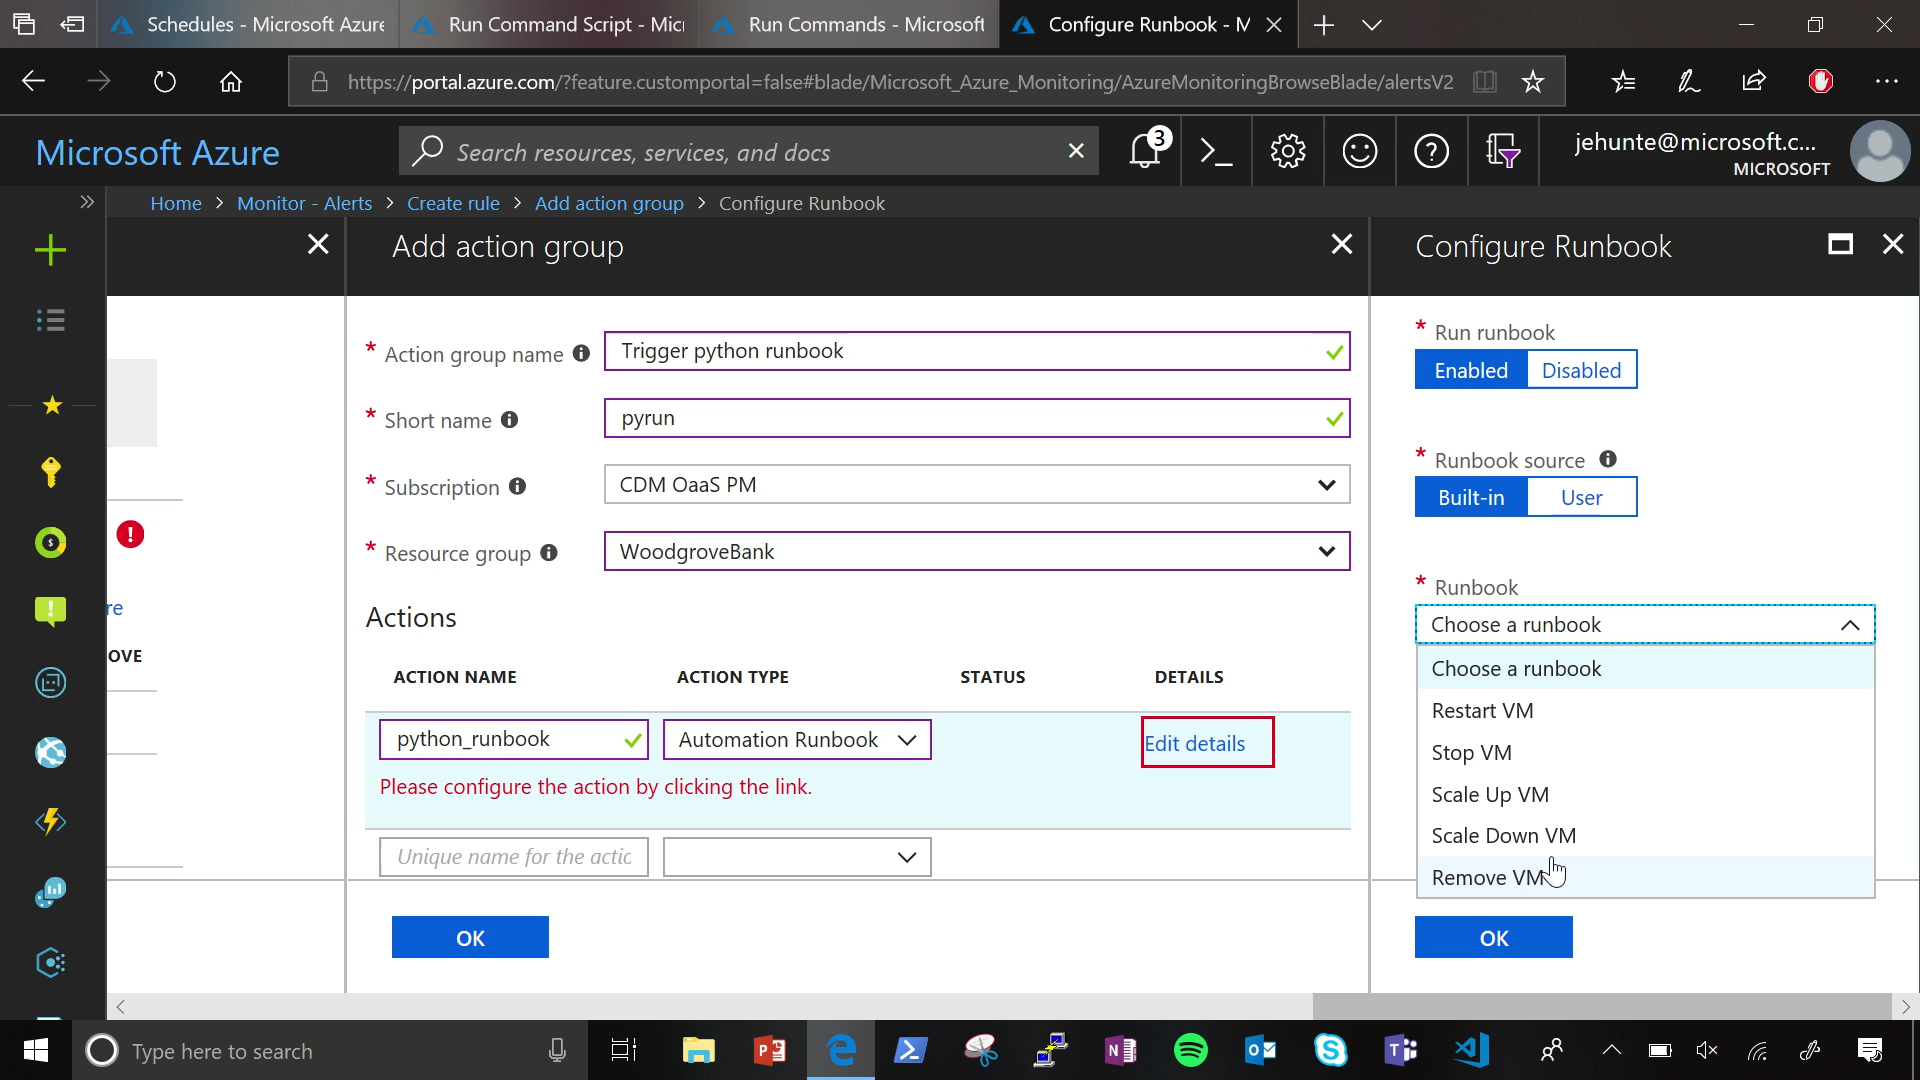 Schedules - Microsoft Azure
Run Command Script - Micr
Run Commands - Microsoft
Configure Runbook - M
https://portal.azure.com/?feature.customportal=false#blade/Microsoft_Azure_Monitoring/AzureMonitoringBrowseBlade/alertsV2
Microsoft Azure
Search resources, services, and docs
3
jehunte@microsoft.c...
MICROSOFT
Home > Monitor - Alerts > Create rule > Add action group > Configure Runbook
Add action group
Configure Runbook
* Action group name
Trigger python runbook
* Short name
pyrun
* Subscription
CDM OaaS PM
* Resource group
WoodgroveBank
re
OVE
Actions
ACTION NAME ACTION TYPE STATUS DETAILS
python_runbook Automation Runbook Edit details
Please configure the action by clicking the link.
Unique name for the actic
OK
* Run runbook
Enabled Disabled
* Runbook source
Built-in User
* Runbook
Choose a runbook
Choose a runbook
Restart VM
Stop VM
Scale Up VM
Scale Down VM
Remove VM
OK
Type here to search